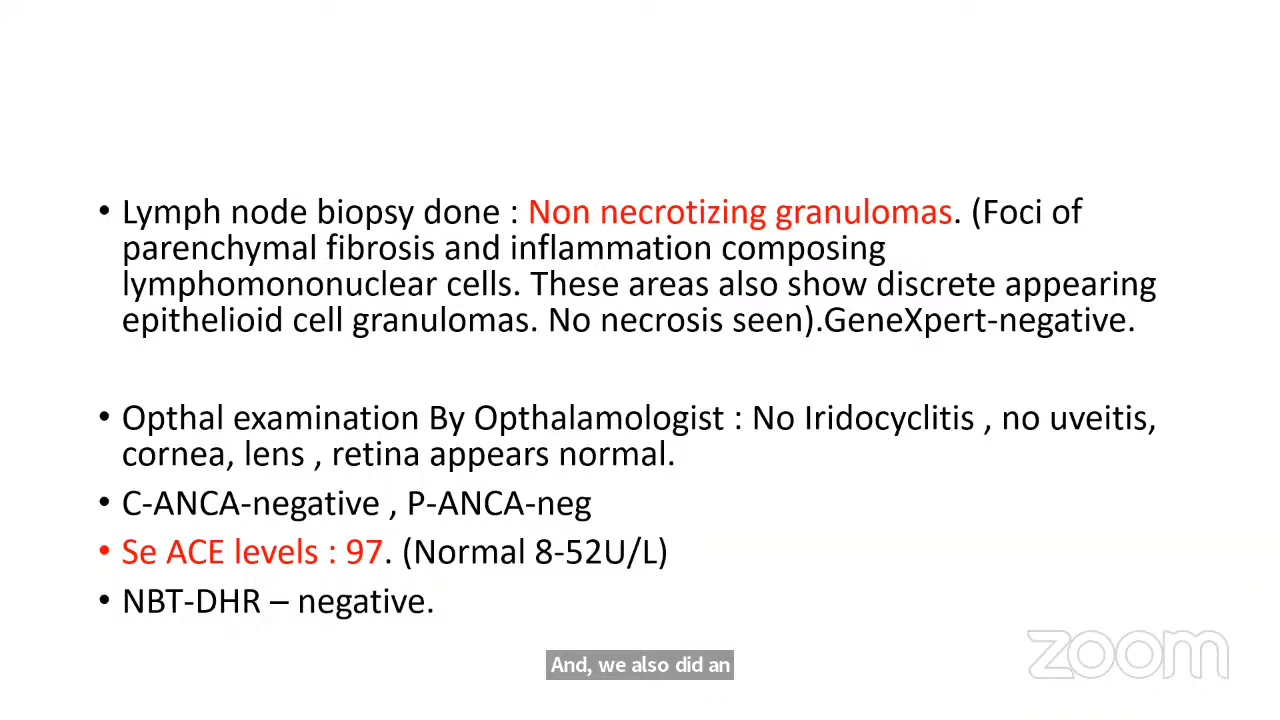 • Lymph node biopsy done : Non necrotizing granulomas. (Foci of
parenchymal fibrosis and inflammation composing
lymphomononuclear cells. These areas also show discrete appearing
epithelioid cell granulomas. No necrosis seen).GeneXpert-negative.
• Opthal examination By Opthalamologist : No Iridocyclitis , no uveitis,
cornea, lens , retina appears normal.
• C-ANCA-negative , P-ANCA-neg
• Se ACE levels : 97. (Normal 8-52U/L)
• NBT-DHR – negative.
And, we also did an
zoom